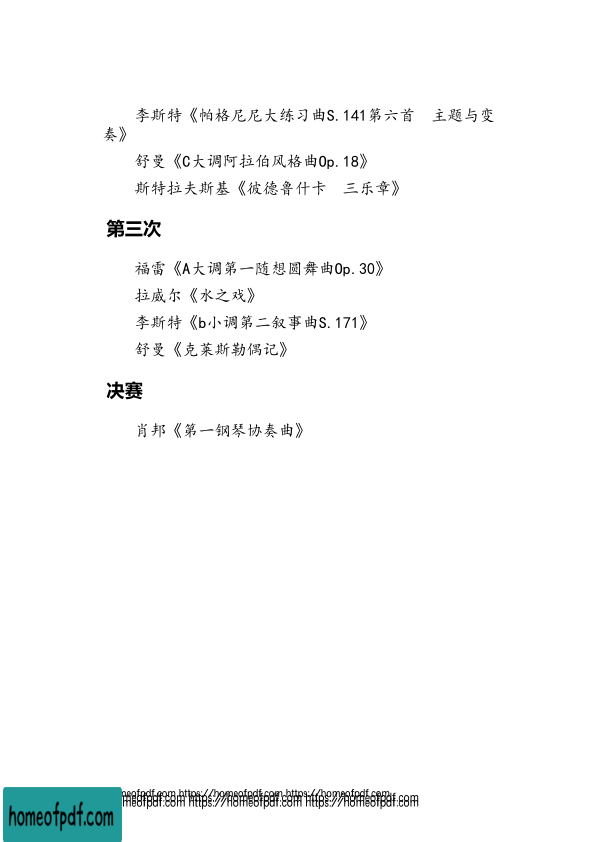 李斯特《帕格尼尼大练习曲S.141第六首　主题与变
奏》
舒曼《C大调阿拉伯风格曲Op.18》
斯特拉夫斯基《彼德鲁什卡　三乐章》
第三次
福雷《A大调第一随想圆舞曲Op.30》
拉威尔《水之戏》
李斯特《b小调第二叙事曲S.171》
舒曼《克莱斯勒偶记》
决赛
肖邦《第一钢琴协奏曲》
homeofpdf.com https://homeofpdf.com https://homeofpdf.com
homeofpdf.com https://homeofpdf.com https://homeofpdf.com
homeofpdf.com